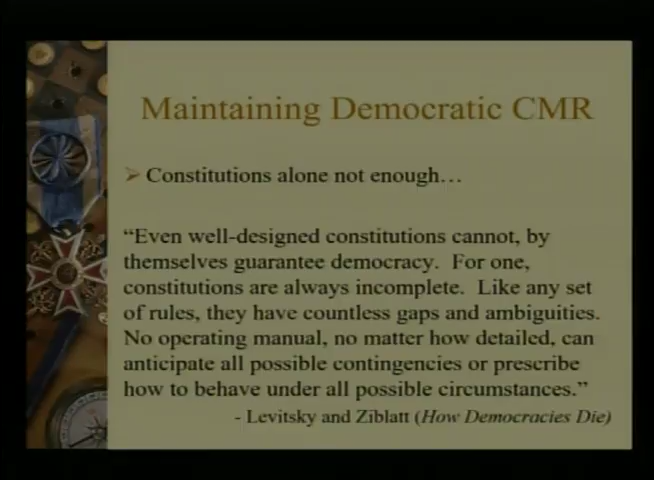 Maintaining Democratic CMR
➢ Constitutions alone not enough…
“Even well-designed constitutions cannot, by
themselves guarantee democracy. For one,
constitutions are always incomplete. Like any set
of rules, they have countless gaps and ambiguities.
No operating manual, no matter how detailed, can
anticipate all possible contingencies or prescribe
how to behave under all possible circumstances.”
- Levitsky and Ziblatt (How Democracies Die)